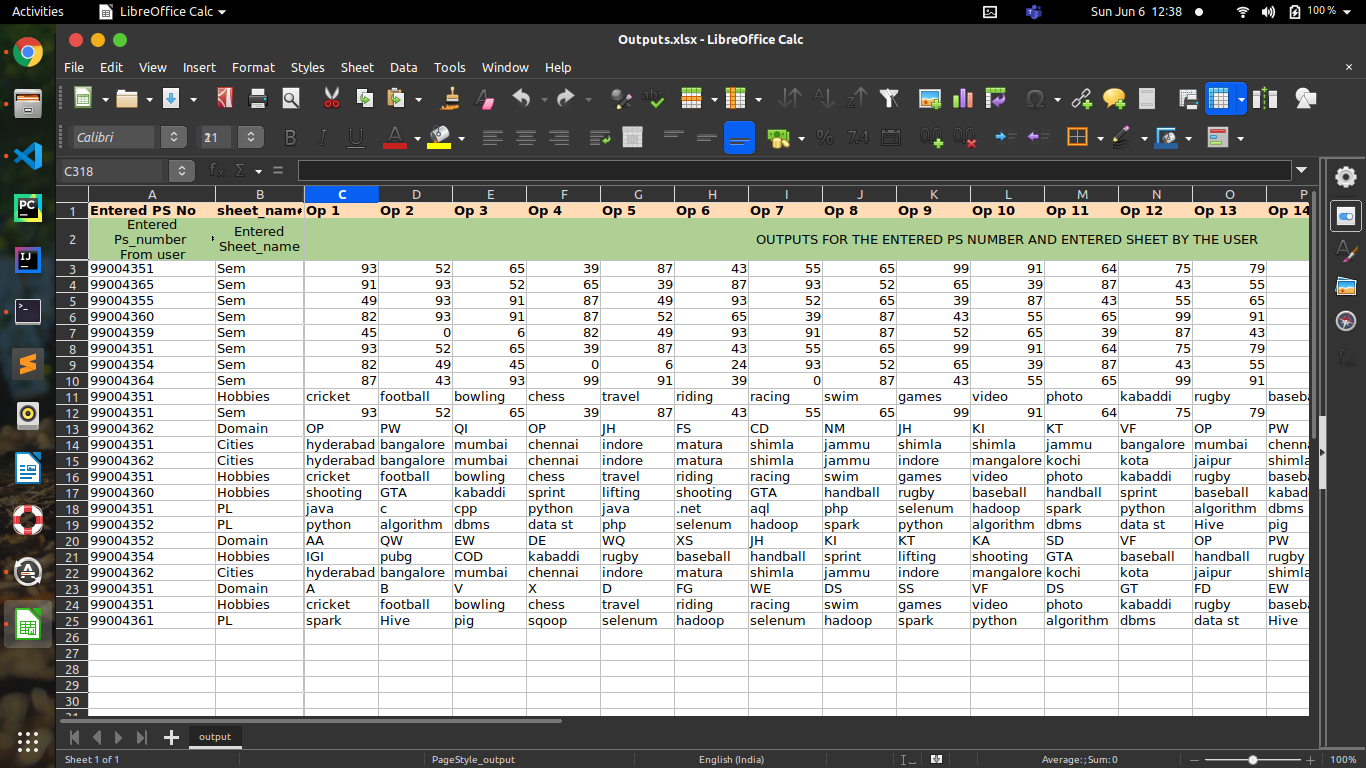 Activities LibreOffice Calc Sun Jun 6 12:38 100 %
Outputs.xlsx - LibreOffice Calc
File Edit View Insert Format Styles Sheet Data Tools Window Help
Calibri 21
C318
A B C D E F G H I J K L M N O P
1 Entered PS No sheet_name Op 1 Op 2 Op 3 Op 4 Op 5 Op 6 Op 7 Op 8 Op 9 Op 10 Op 11 Op 12 Op 13 Op 14
Entered
Ps_number
From user
Entered
Sheet_name
2 OUTPUTS FOR THE ENTERED PS NUMBER AND ENTERED SHEET BY THE USER
3 99004351 Sem 93 52 65 39 87 43 55 65 99 91 64 75 79
4 99004365 Sem 91 93 52 65 39 87 93 52 65 39 87 43 55
5 99004355 Sem 49 93 91 87 49 93 52 65 39 87 43 55 65
6 99004360 Sem 82 93 91 87 52 65 39 87 43 55 65 99 91
7 99004359 Sem 45 0 6 82 49 93 91 87 52 65 39 87 43
8 99004351 Sem 93 52 65 39 87 43 55 65 99 91 64 75 79
9 99004354 Sem 82 49 45 0 6 24 93 52 65 39 87 43 55
10 99004364 Sem 87 43 93 99 91 39 0 87 43 55 65 99 91
11 99004351 Hobbies cricket football bowling chess travel riding racing swim games video photo kabaddi rugby baseb
12 99004351 Sem 93 52 65 39 87 43 55 65 99 91 64 75 79
13 99004362 Domain OP PW QI OP JH FS CD NM JH KI KT VF OP PW
14 99004351 Cities hyderabad bangalore mumbai chennai indore matura shimla jammu shimla shimla jammu bangalore mumbai chenn
15 99004362 Cities hyderabad bangalore mumbai chennai indore matura shimla jammu indore mangalore kochi kota jaipur shimla
16 99004351 Hobbies cricket football bowling chess travel riding racing swim games video photo kabaddi rugby baseb
17 99004360 Hobbies shooting GTA kabaddi sprint lifting shooting GTA handball rugby baseball handball sprint baseball kabad
18 99004351 PL java c cpp python java .net aql php selenum hadoop spark python algorithm dbms
19 99004352 PL python algorithm dbms data st php selenum hadoop spark python algorithm dbms data st Hive pig
20 99004352 Domain AA QW EW DE WQ XS JH KI KT KA SD VF OP PW
21 99004354 Hobbies IGI pubg COD kabaddi rugby baseball handball sprint lifting shooting GTA baseball handball rugby
22 99004362 Cities hyderabad bangalore mumbai chennai indore matura shimla jammu indore mangalore kochi kota jaipur shimla
23 99004351 Domain A B V X D FG WE DS SS VF DS GT FD EW
24 99004351 Hobbies cricket football bowling chess travel riding racing swim games video photo kabaddi rugby baseb
25 99004361 PL spark Hive pig sqoop selenum hadoop selenum hadoop spark python algorithm dbms data st Hive
26
27
28
29
30
output
Sheet 1 of 1 PageStyle_output English (India) Average: ; Sum: 0 100%